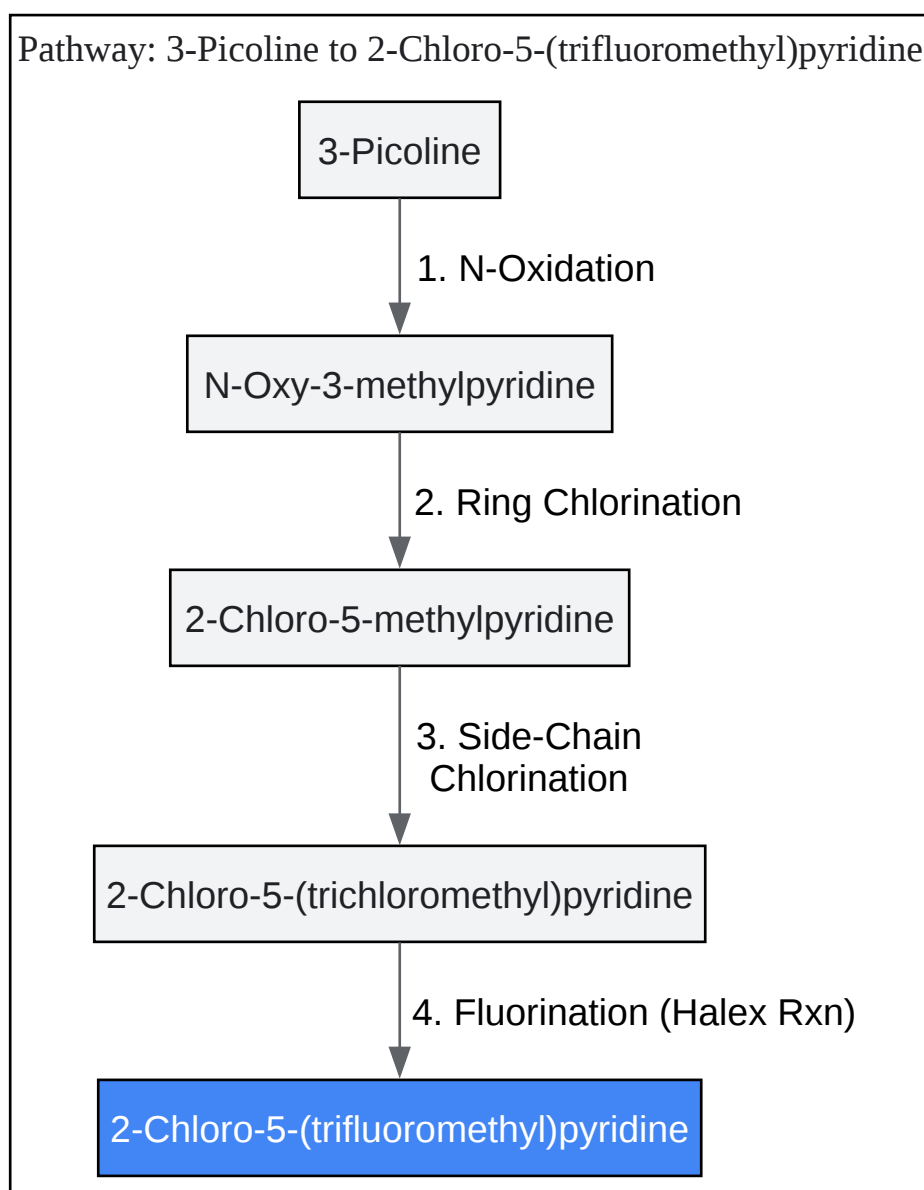 Pathway: 3-Picoline to 2-Chloro-5-(trifluoromethyl)pyridine
3-Picoline
1. N-Oxidation
N-Oxy-3-methylpyridine
2. Ring Chlorination
2-Chloro-5-methylpyridine
3. Side-Chain
Chlorination
2-Chloro-5-(trichloromethyl)pyridine
4. Fluorination (Halex Rxn)
2-Chloro-5-(trifluoromethyl)pyridine